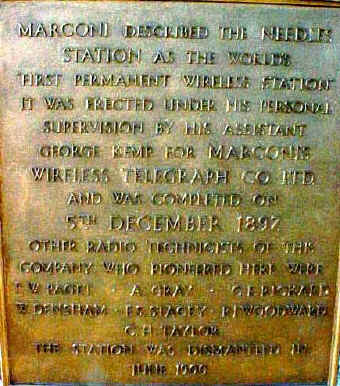 MARCONI DESCRIBED THE NEEDLES
STATION AS THE WORLD'S
"FIRST PERMANENT WIRELESS STATION"
IT WAS ERECTED UNDER HIS PERSONAL
SUPERVISION BY HIS ASSISTANT
GEORGE KEMP FOR MARCONI'S
WIRELESS TELEGRAPH CO LTD.
AND WAS COMPLETED ON
5TH DECEMBER 1897
OTHER RADIO TECHNICISTS OF THIS
COMPANY WHO PIONEERED HERE WERE
P. W. PAGET · A. GRAY · C. E. RICKARD
W. DENSHAM · F. S. STACEY · P. J. WOODWARD
C. H. TAYLOR
THE STATION WAS DISMANTLED IN
JUNE